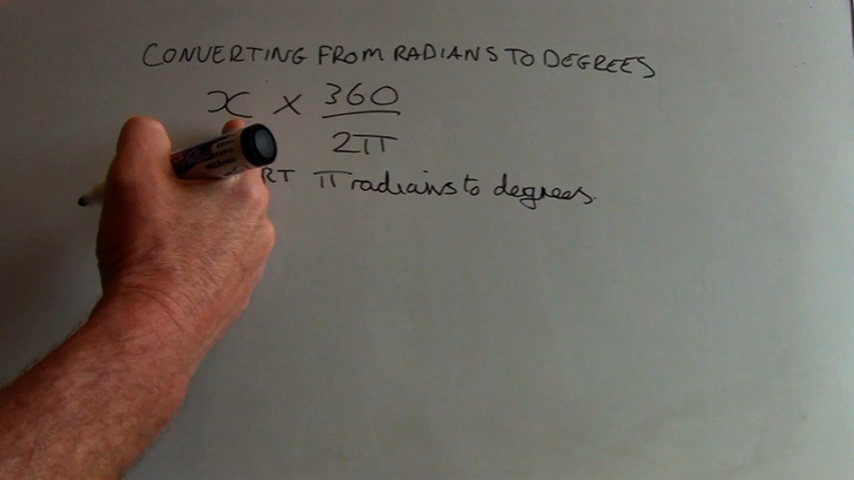 CONVERTING FROM RADIANS TO DEGREES
x × 360
2π
RT π radians to degrees.